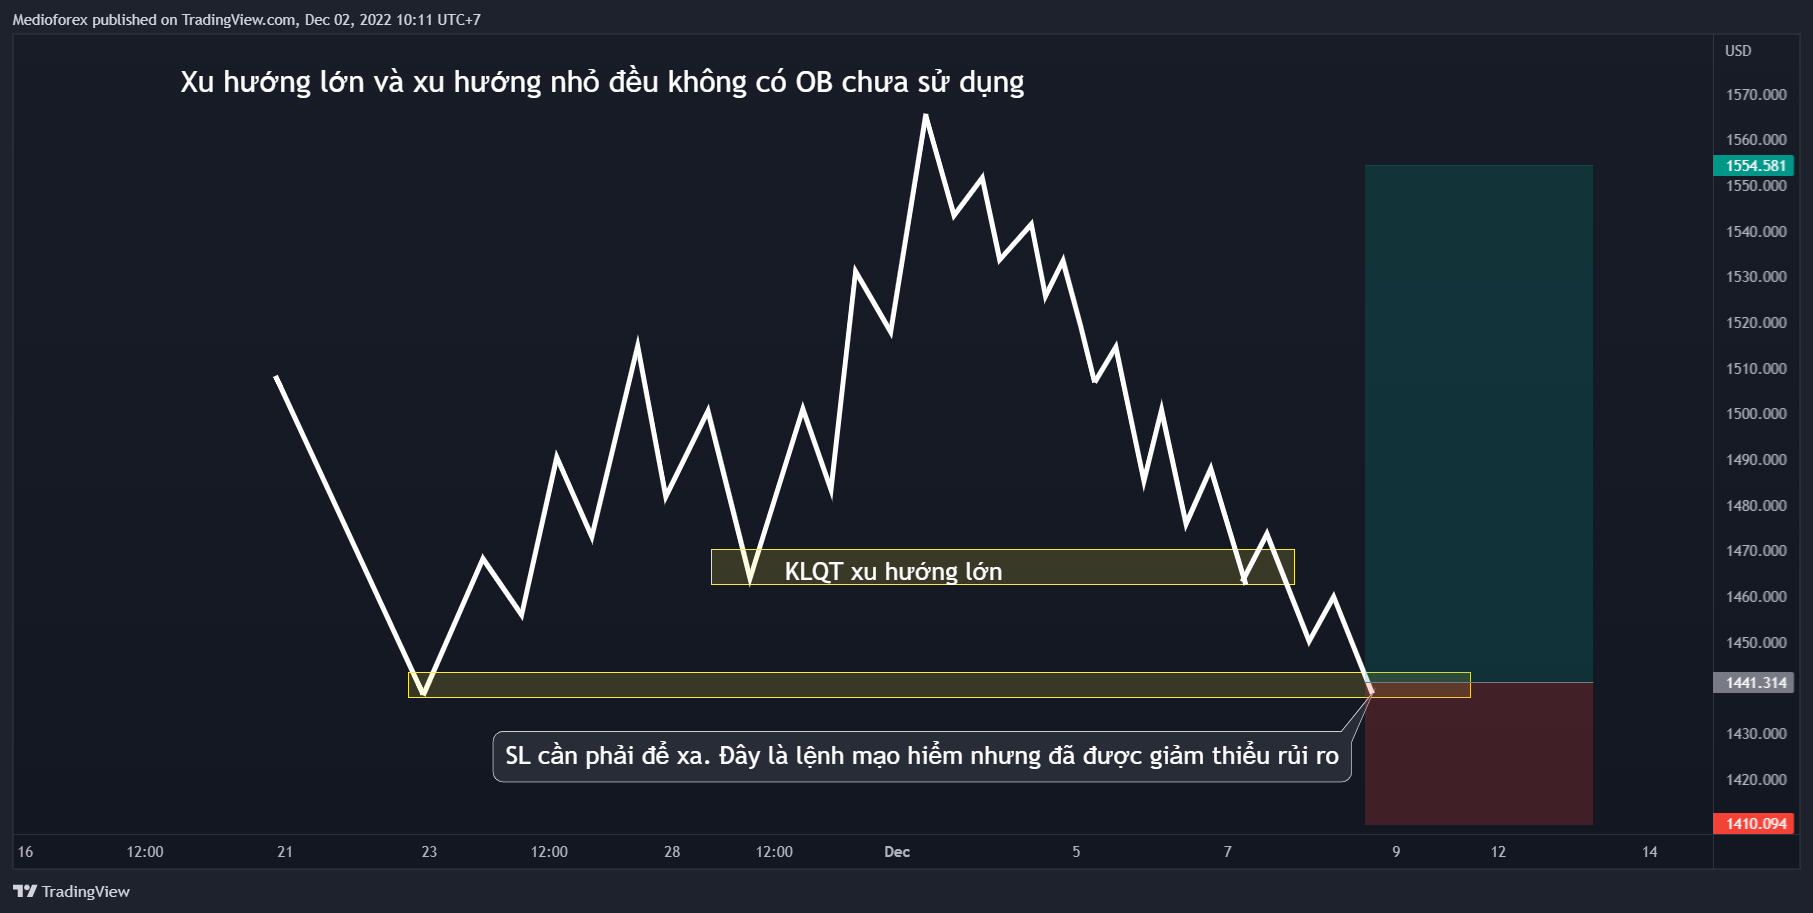 Medioforex published on TradingView.com, Dec 02, 2022 10:11 UTC+7
Xu hướng lớn và xu hướng nhỏ đều không có OB chưa sử dụng
USD
1570.000
1560.000
1554.581
1550.000
1540.000
1530.000
1520.000
1510.000
1500.000
1490.000
1480.000
1470.000
KLQT xu hướng lớn
1460.000
1450.000
1441.314
1430.000
SL cần phải để xa. Đây là lệnh mạo hiểm nhưng đã được giảm thiểu rủi ro
1420.000
1410.094
16 12:00 21 23 12:00 28 12:00 Dec 5 7 9 12 14
TradingView